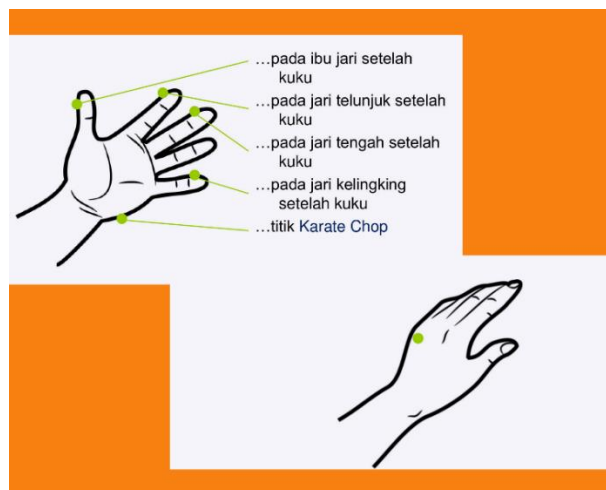 …pada ibu jari setelah
kuku
…pada jari telunjuk setelah
kuku
…pada jari tengah setelah
kuku
…pada jari kelingking
setelah kuku
…titik Karate Chop